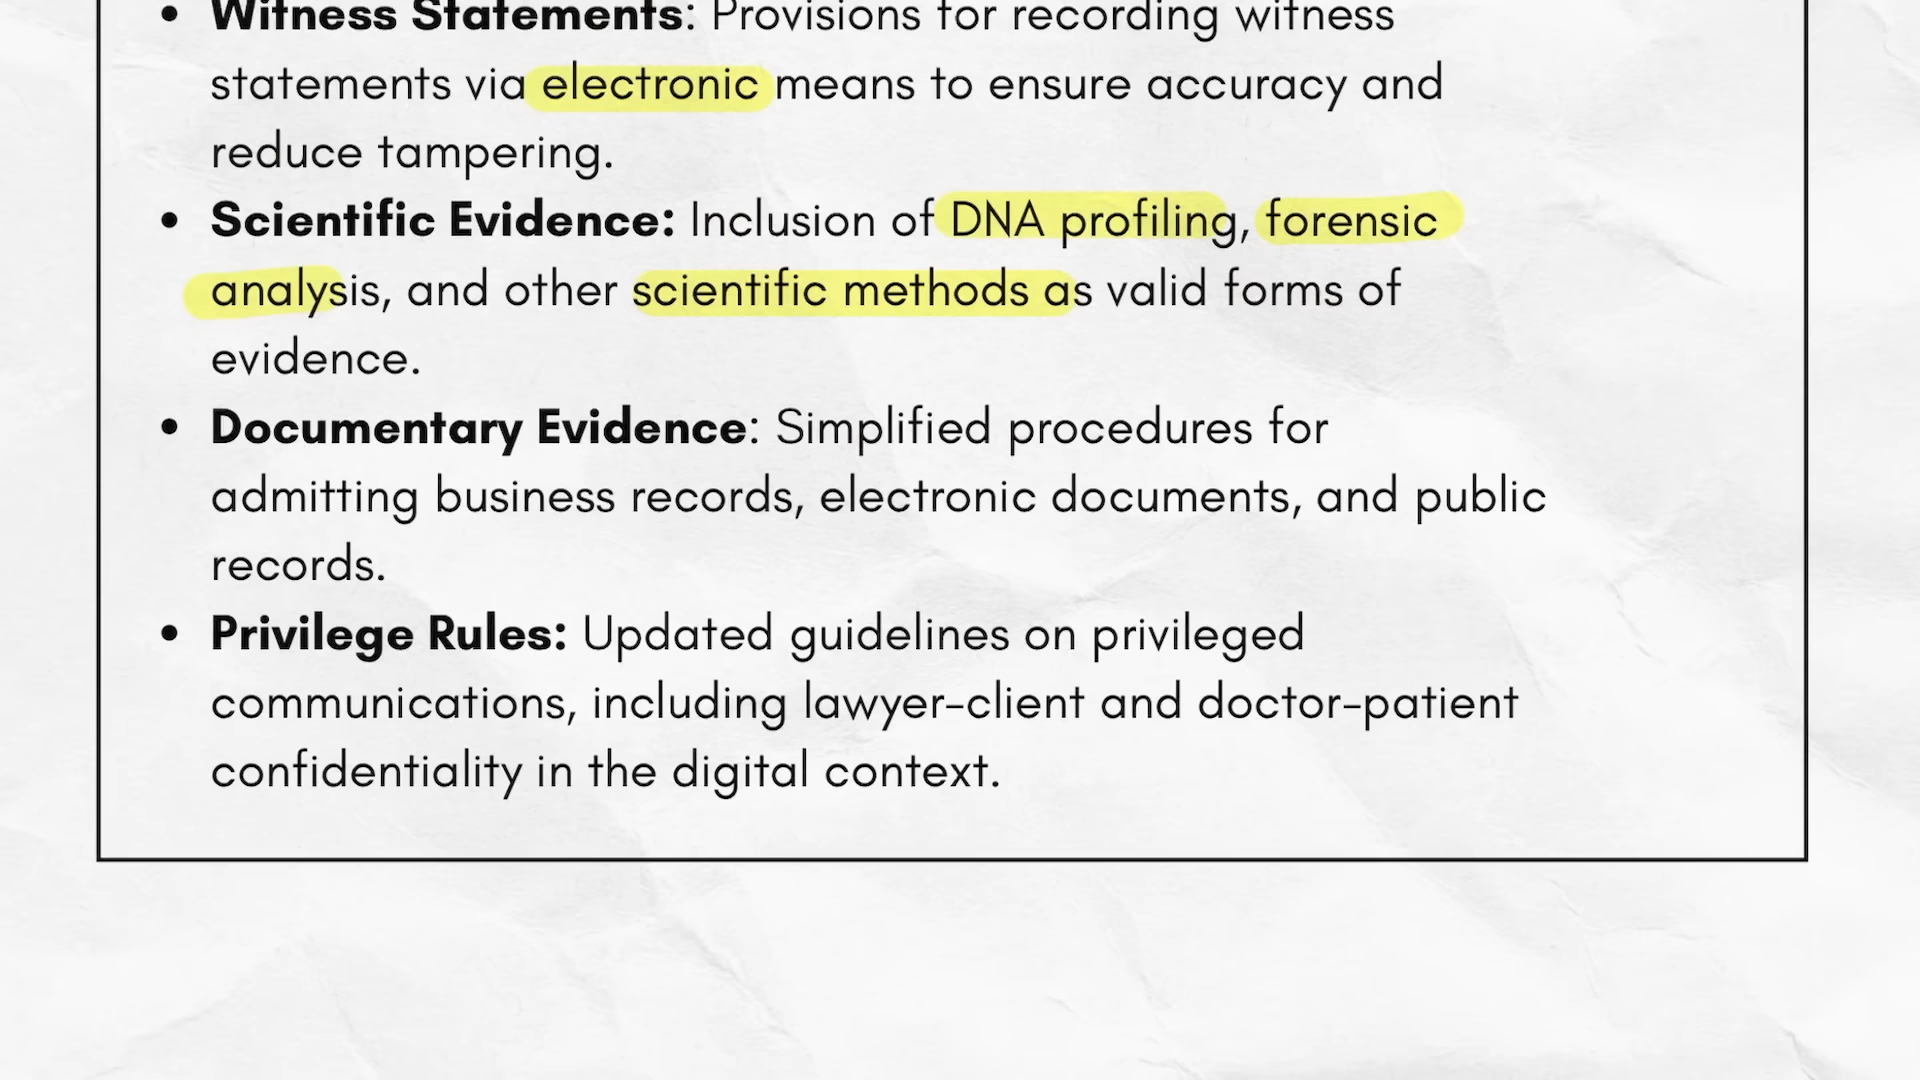 • Witness Statements: Provisions for recording witness
statements via electronic means to ensure accuracy and
reduce tampering.
• Scientific Evidence: Inclusion of DNA profiling, forensic
analysis, and other scientific methods as valid forms of
evidence.
• Documentary Evidence: Simplified procedures for
admitting business records, electronic documents, and public
records.
• Privilege Rules: Updated guidelines on privileged
communications, including lawyer-client and doctor-patient
confidentiality in the digital context.